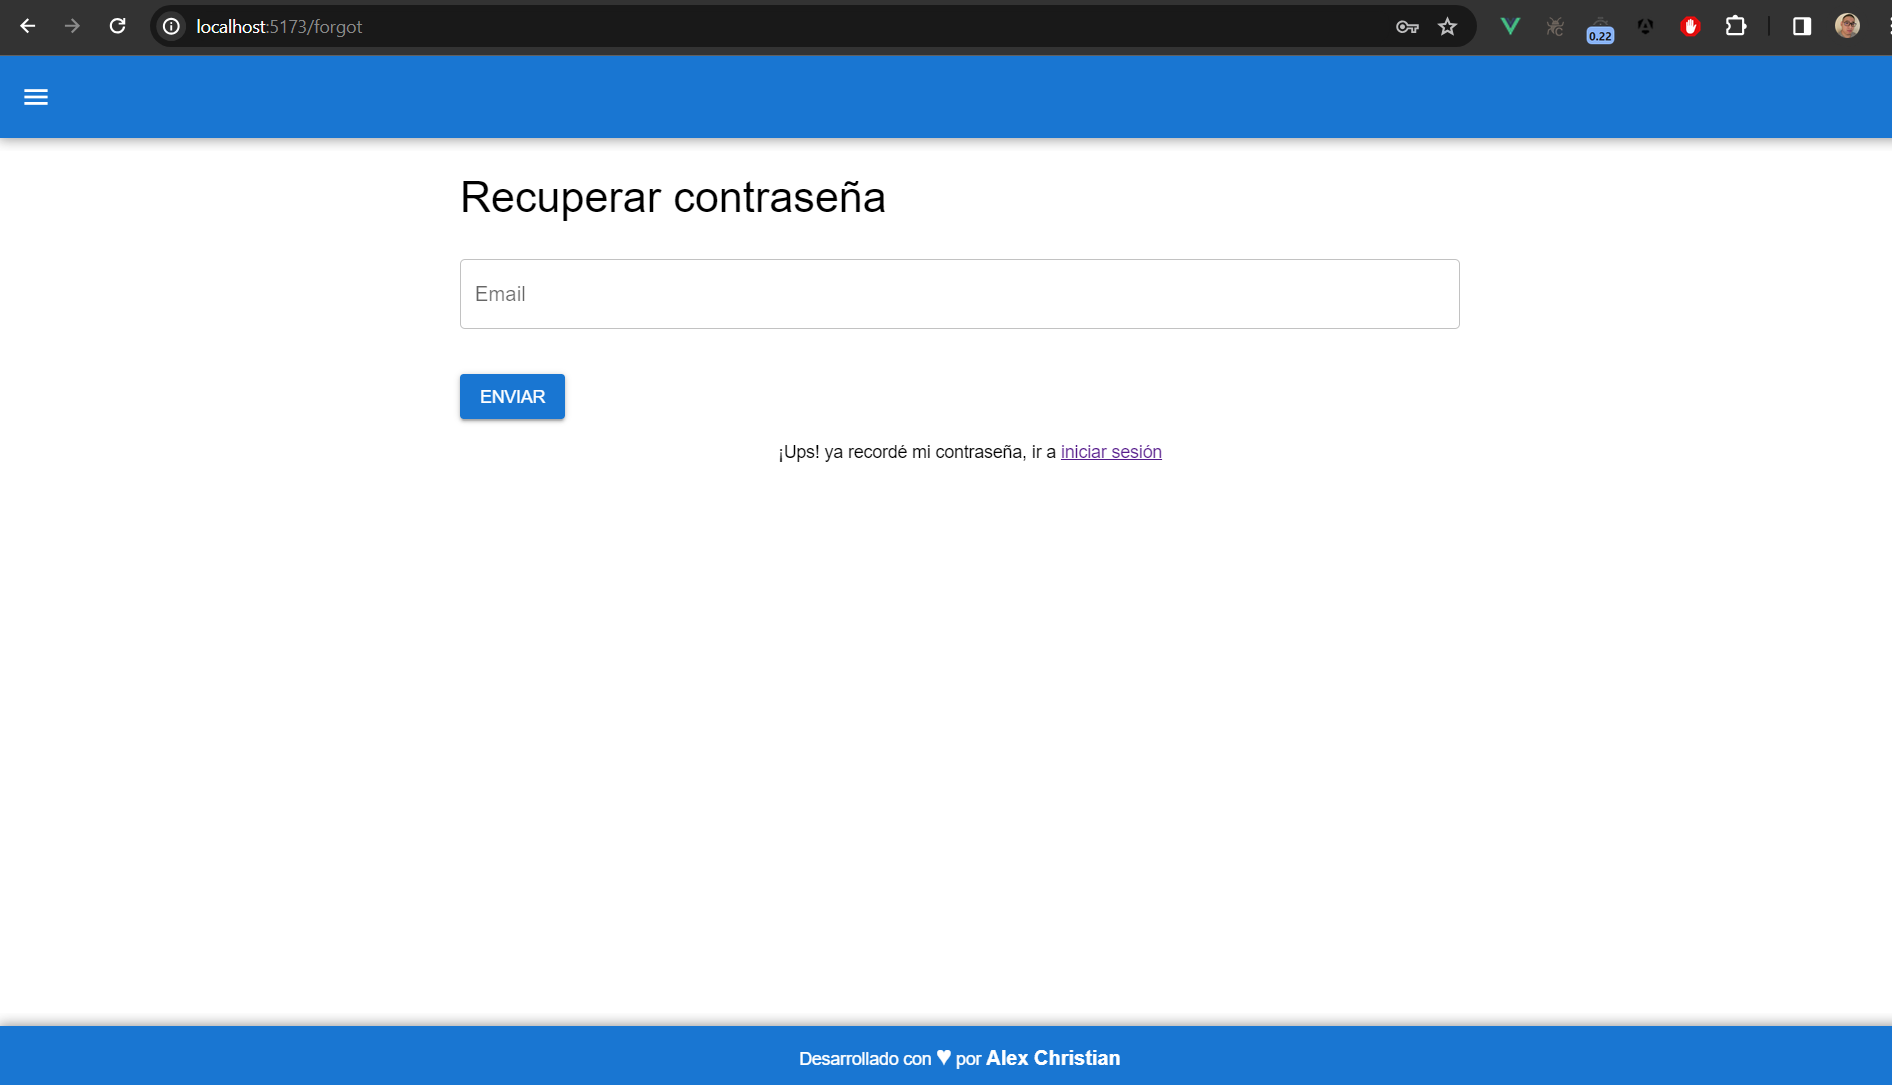 localhost:5173/forgot
0.22
Recuperar contraseña
Email
ENVIAR
¡Ups! ya recordé mi contraseña, ir a iniciar sesión
Desarrollado con ♥ por Alex Christian